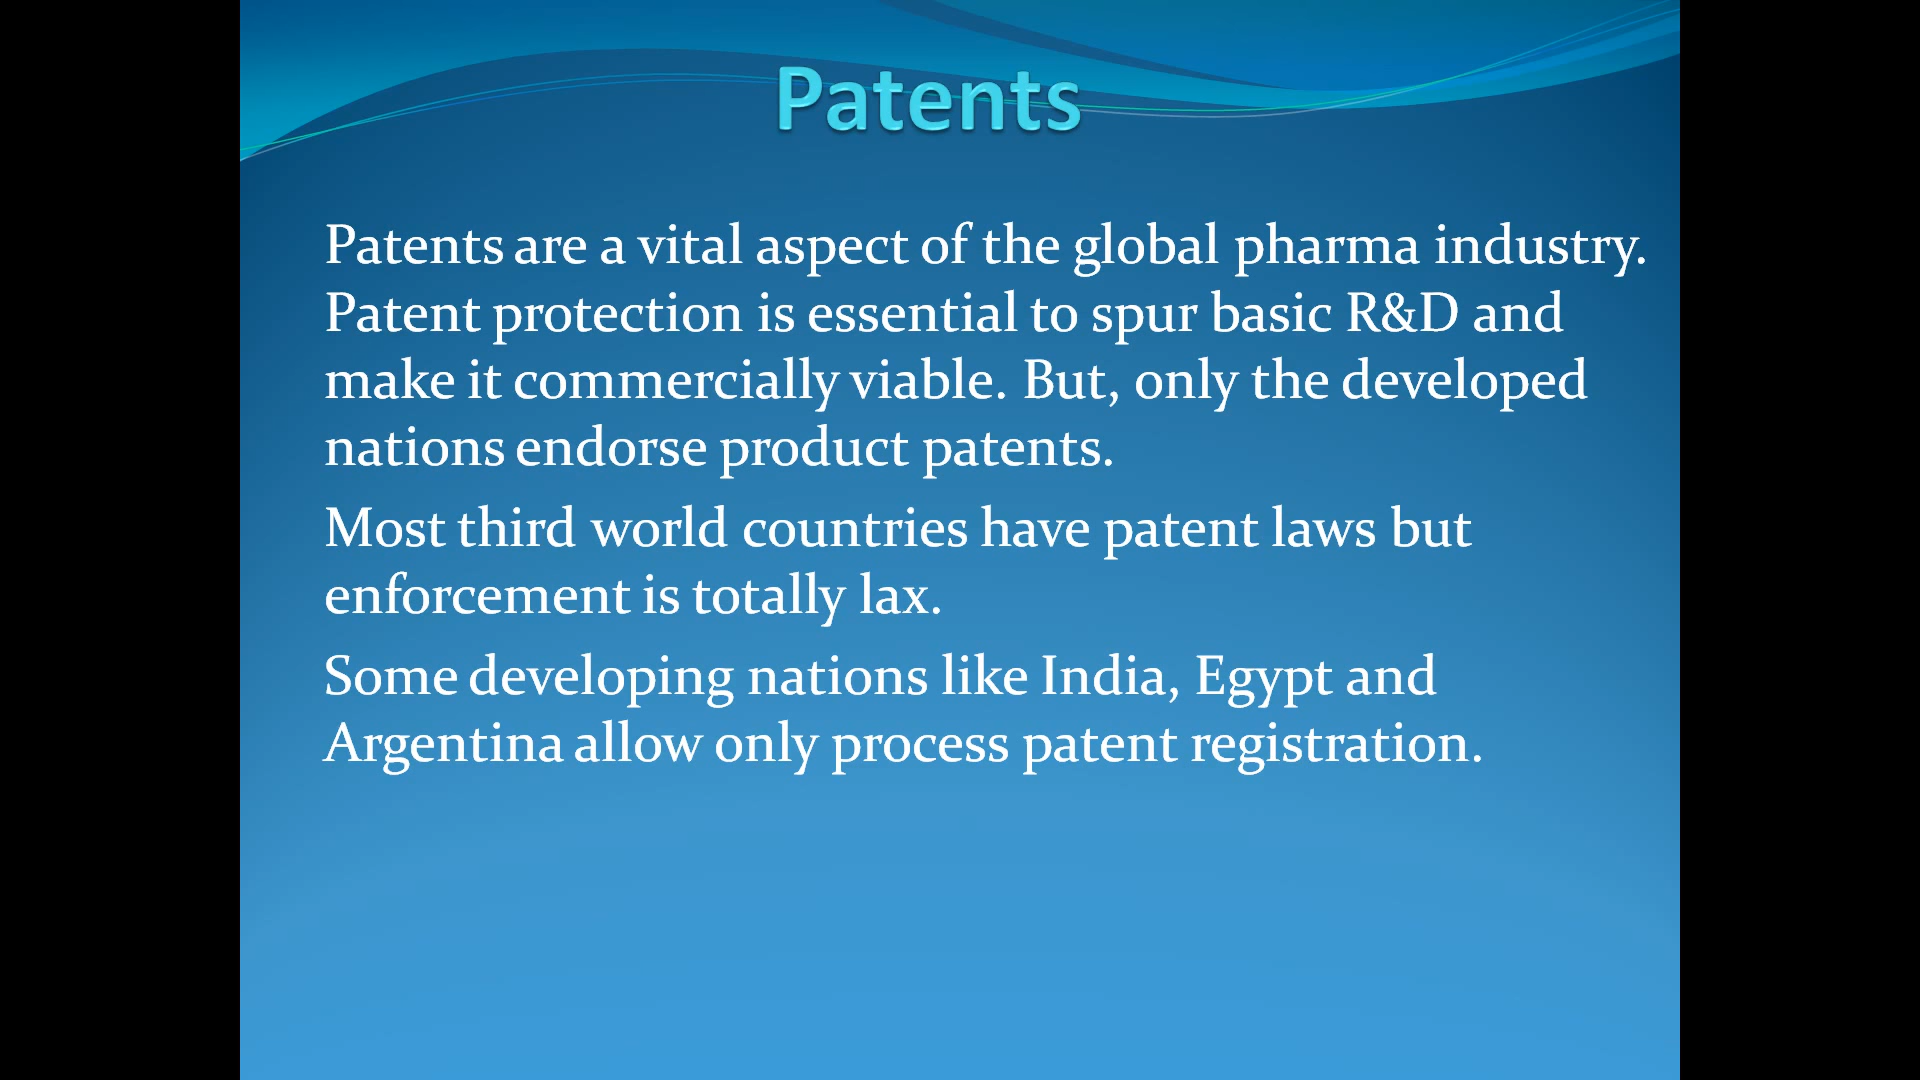 Patents
Patents are a vital aspect of the global pharma industry.
Patent protection is essential to spur basic R&D and
make it commercially viable. But, only the developed
nations endorse product patents.
Most third world countries have patent laws but
enforcement is totally lax.
Some developing nations like India, Egypt and
Argentina allow only process patent registration.